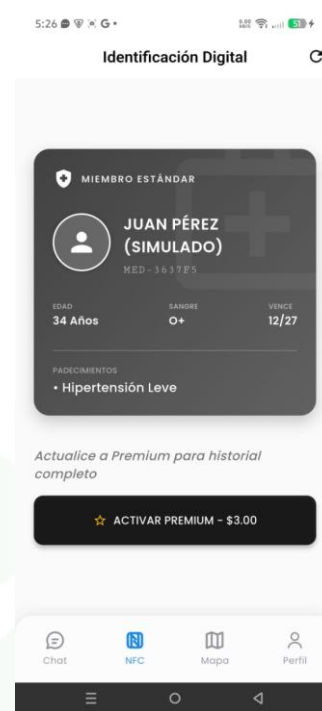 5:26
Identificación Digital
MIEMBRO ESTÁNDAR
JUAN PÉREZ
(SIMULADO)
MED-3637F5
EDAD SANGRE VENCE
34 Años O+ 12/27
PADECIMIENTOS
• Hipertensión Leve
Actualice a Premium para historial
completo
ACTIVAR PREMIUM - $3.00
Chat NFC Mapa Perfil